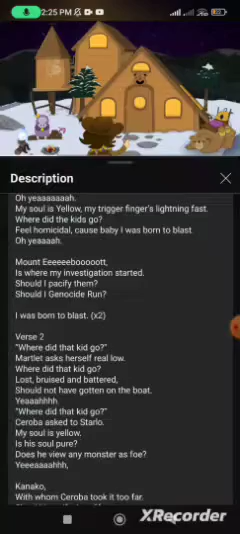 2:25 PM
Description
Oh yeaaaaaaah.
My soul is Yellow, my trigger finger's lightning fast.
Where did the kids go?
Feel homicidal, cause baby I was born to blast
Oh yeaaaah.
Mount Eeeeeebooooott,
Is where my investigation started.
Should I pacify them?
Should I Genocide Run?
I was born to blast. (x2)
Verse 2
"Where did that kid go?"
Martlet asks herself real low.
Where did that kid go?
Lost, bruised and battered,
Should not have gotten on the boat.
Yeaaahhhh.
"Where did that kid go?"
Ceroba asked to Starlo.
My soul is yellow.
Is his soul pure?
Does he view any monster as foe?
Yeeeaaaahh,
Kanako,
With whom Ceroba took it too far.
XRecorder